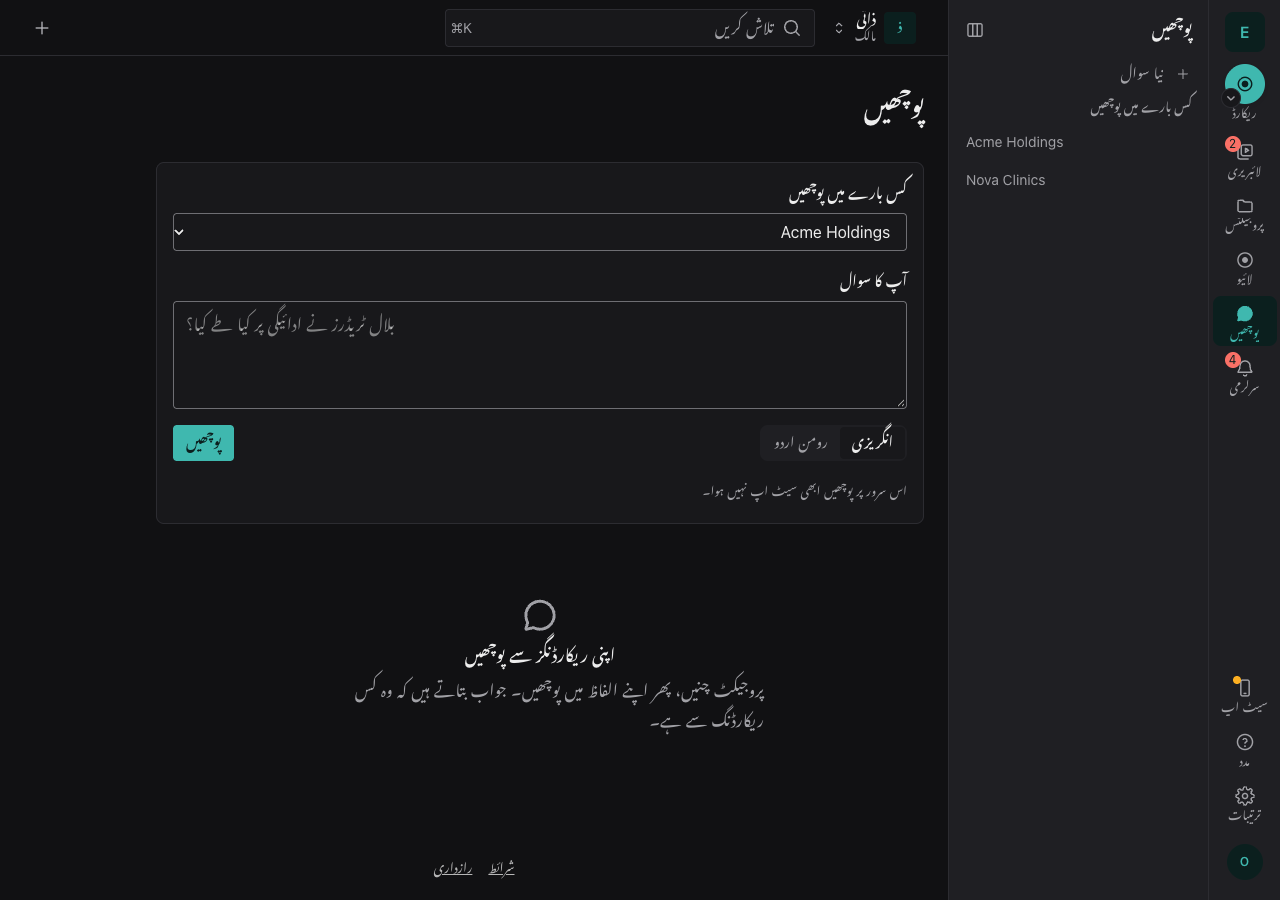 E
ریکارڈ
2
لائبریری
پروجیکٹس
لائیو
پوچھیں
4
سرگرمی
سیٹ اپ
مدد
ترتیبات
O
پوچھیں
+ نیا سوال
کس بارے میں پوچھیں
Acme Holdings
Nova Clinics
ذ
ذاتی
مالک
تلاش کریں
⌘K
+
پوچھیں
کس بارے میں پوچھیں
Acme Holdings
آپ کا سوال
بلال ٹریڈرز نے ادائیگی پر کیا طے کیا؟
انگریزی
رومن اردو
پوچھیں
اس سرور پر پوچھیں ابھی سیٹ اپ نہیں ہوا۔
اپنی ریکارڈنگز سے پوچھیں
پروجیکٹ چنیں، پھر اپنے الفاظ میں پوچھیں۔ جواب بتاتے ہیں کہ وہ کس
ریکارڈنگ سے ہے۔
شرائط
رازداری